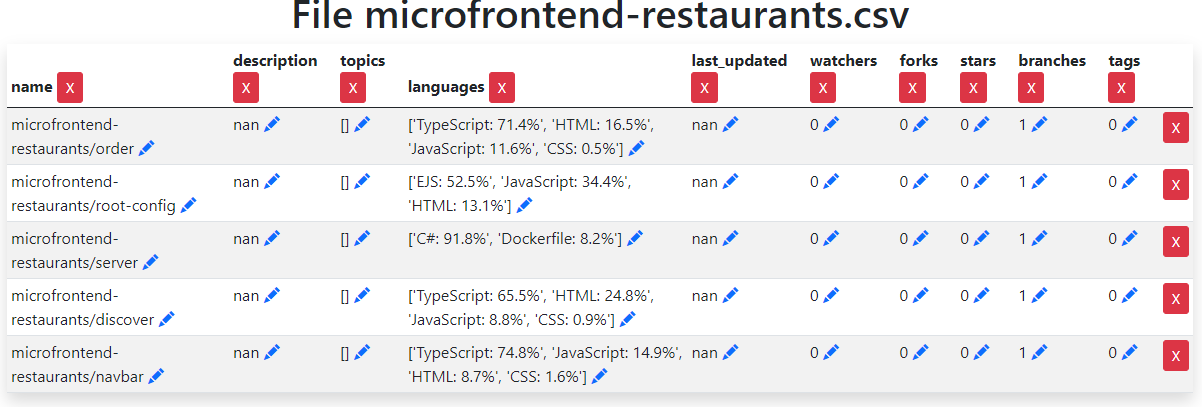 File microfrontend-restaurants.csv
name X description X topics X languages X last_updated X watchers X forks X stars X branches X tags X
microfrontend-restaurants/order nan [] ['TypeScript: 71.4%', 'HTML: 16.5%', 'JavaScript: 11.6%', 'CSS: 0.5%'] nan 0 0 0 1 0 X
microfrontend-restaurants/root-config nan [] ['EJS: 52.5%', 'JavaScript: 34.4%', 'HTML: 13.1%'] nan 0 0 0 1 0 X
microfrontend-restaurants/server nan [] ['C#: 91.8%', 'Dockerfile: 8.2%'] nan 0 0 0 1 0 X
microfrontend-restaurants/discover nan [] ['TypeScript: 65.5%', 'HTML: 24.8%', 'JavaScript: 8.8%', 'CSS: 0.9%'] nan 0 0 0 1 0 X
microfrontend-restaurants/navbar nan [] ['TypeScript: 74.8%', 'JavaScript: 14.9%', 'HTML: 8.7%', 'CSS: 1.6%'] nan 0 0 0 1 0 X